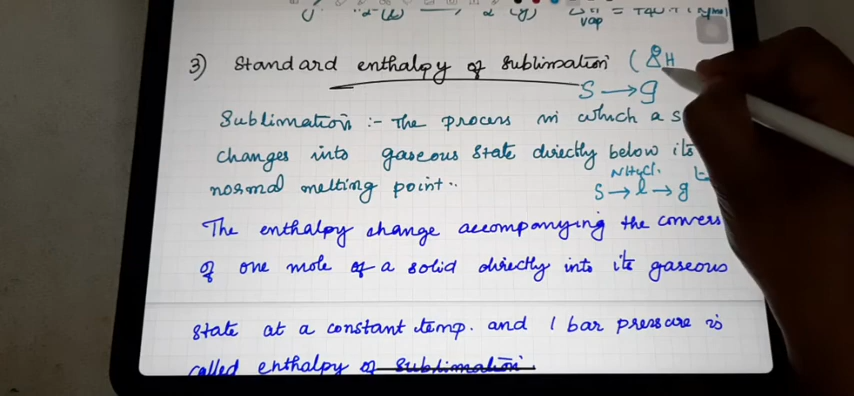 vap
3) Standard enthalpy of sublimation ( H
S → g
Sublimation :- The process in which a s
changes into gaseous state directly below its
NH4Cl.
normal melting point..
S → l → g
The enthalpy change accompanying the convers
of one mole of a solid directly into its gaseous
state at a constant temp. and 1 bar pressure is
called enthalpy of sublimation.